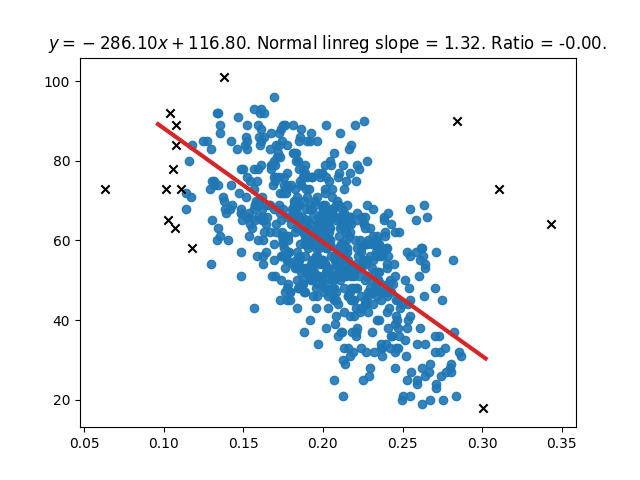 y = − 286.10x + 116.80. Normal linreg slope = 1.32. Ratio = -0.00.
100
80
60
40
20
0.05 0.10 0.15 0.20 0.25 0.30 0.35